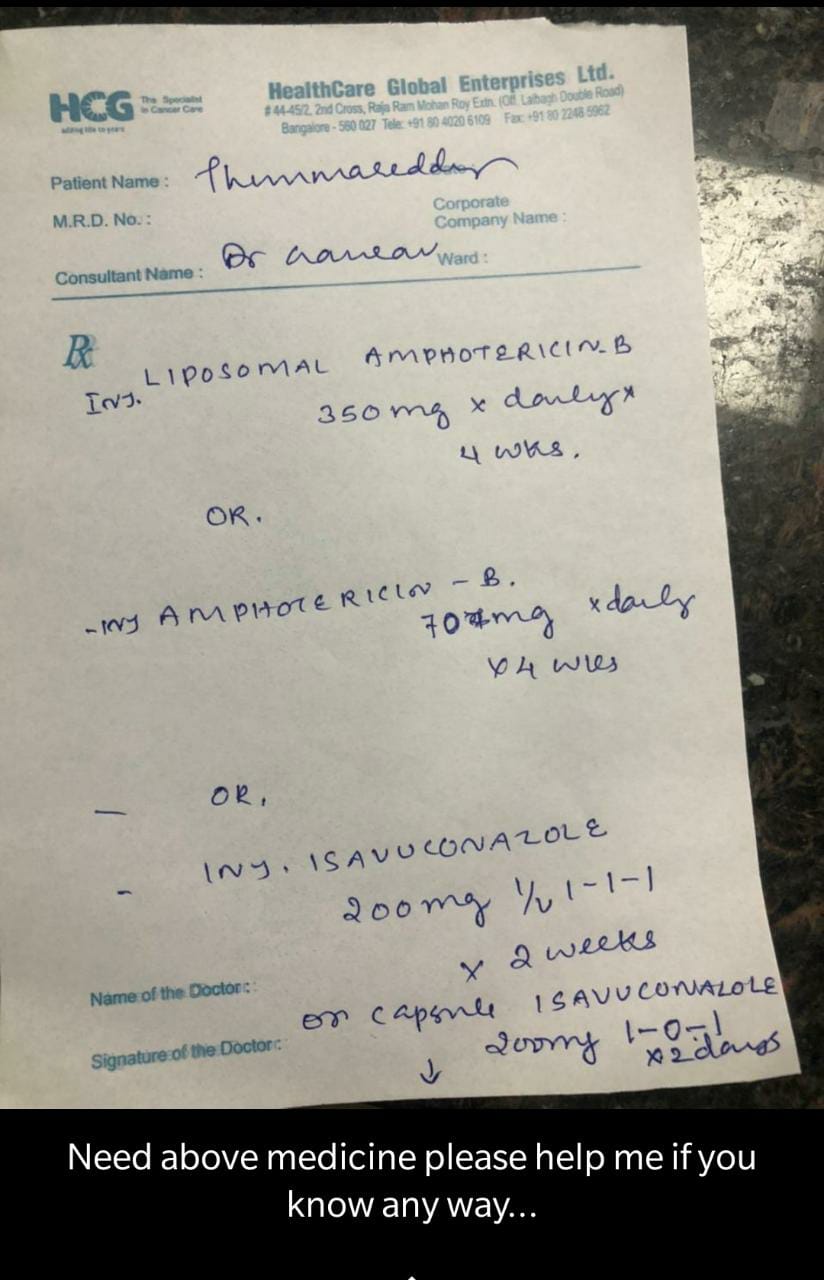 HCG The Specialist in Cancer Care
adding life to years
HealthCare Global Enterprises Ltd.
# 44-45/2, 2nd Cross, Raja Ram Mohan Roy Extn. (Off. Lalbagh Double Road)
Bangalore - 560 027 Tele: +91 80 4020 6109 Fax: +91 80 2248 5962
Patient Name : Thimmareddy
M.R.D. No. :
Corporate
Company Name :
Consultant Name : Dr
Ward :
Rx
Inj. LIPOSOMAL AMPHOTERICIN-B
350 mg x daily x
4 wks.
OR.
- INJ AMPHOTERICIN - B.
mg x daily
x 4 wks
— OR,
- INJ. ISAVUCONAZOLE
200mg 1/V 1-1-1
x 2 weeks
Name of the Doctor :
or capsule ISAVUCONAZOLE
Signature of the Doctor :
200mg 1-0-1
x 2 days
↓
Need above medicine please help me if you
know any way...